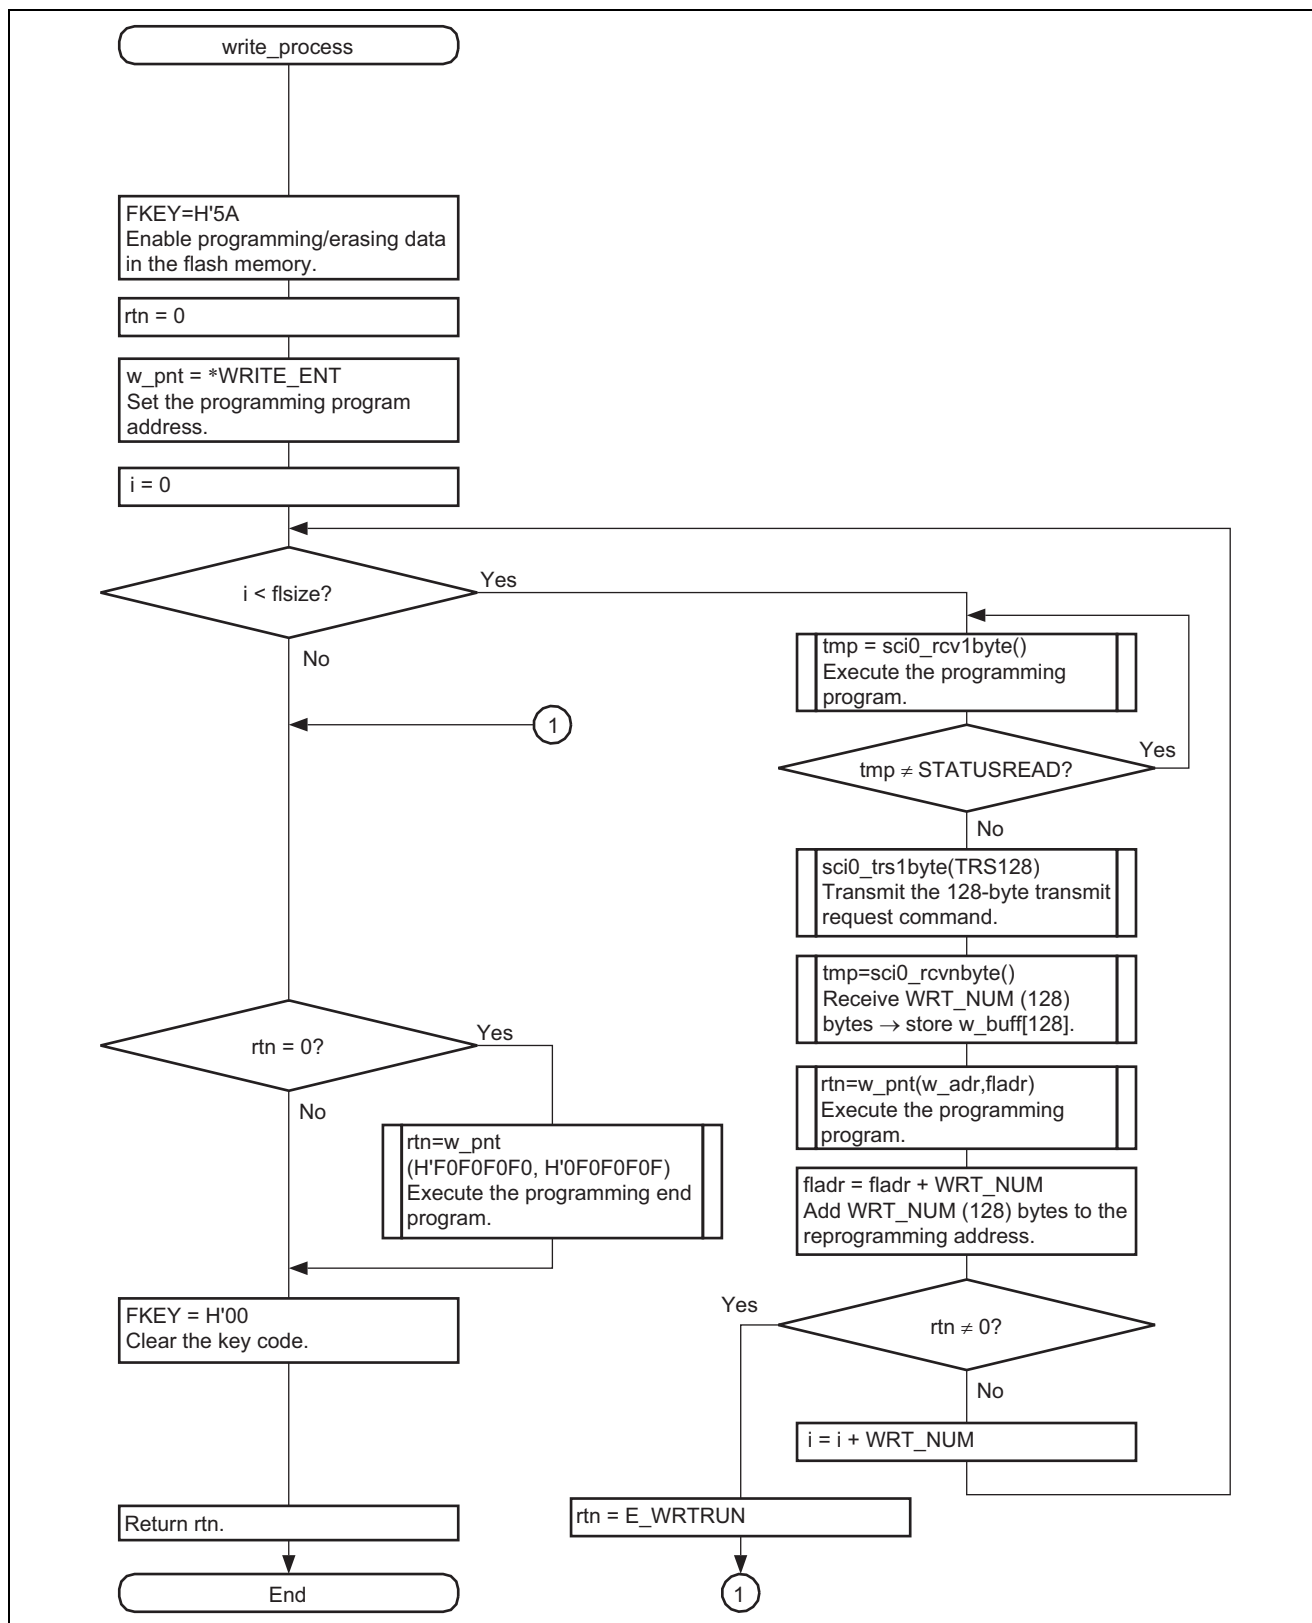 write_process
FKEY=H'5A
Enable programming/erasing data
in the flash memory.
rtn = 0
w_pnt = *WRITE_ENT
Set the programming program
address.
i = 0
i < flsize?
Yes
No
1
tmp = sci0_rcv1byte()
Execute the programming
program.
tmp ≠ STATUSREAD?
Yes
No
sci0_trs1byte(TRS128)
Transmit the 128-byte transmit
request command.
tmp=sci0_rcvnbyte()
Receive WRT_NUM (128)
bytes → store w_buff[128].
rtn=w_pnt(w_adr,fladr)
Execute the programming
program.
fladr = fladr + WRT_NUM
Add WRT_NUM (128) bytes to the
reprogramming address.
rtn ≠ 0?
Yes
No
i = i + WRT_NUM
rtn = E_WRTRUN
1
rtn = 0?
Yes
No
rtn=w_pnt
(H'F0F0F0F0, H'0F0F0F0F)
Execute the programming end
program.
FKEY = H'00
Clear the key code.
Return rtn.
End